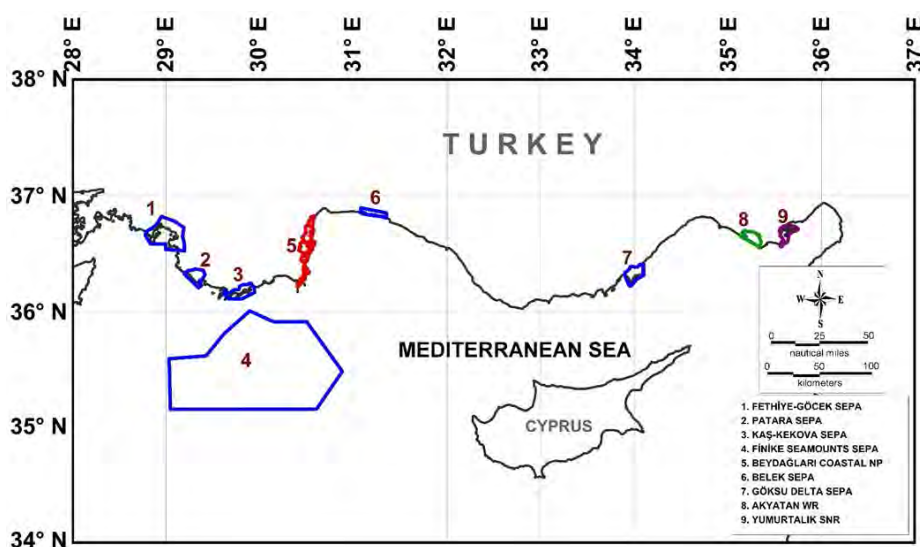 28° E 29° E 30° E 31° E 32° E 33° E 34° E 35° E 36° E 37° E
38° N
TURKEY
37° N
1 6
8 9
5
2 3 7
36° N
N
W E
S
4
MEDITERRANEAN SEA
0 25 50
nautical miles
0 50 100
kilometers
35° N
CYPRUS
1. FETHİYE-GÖCEK SEPA
2. PATARA SEPA
3. KAŞ-KEKOVA SEPA
4. FİNİKE SEAMOUNTS SEPA
5. BEYDAĞLARI COASTAL NP
6. BELEK SEPA
7. GÖKSU DELTA SEPA
8. AKYATAN WR
9. YUMURTALIK SNR
34° N